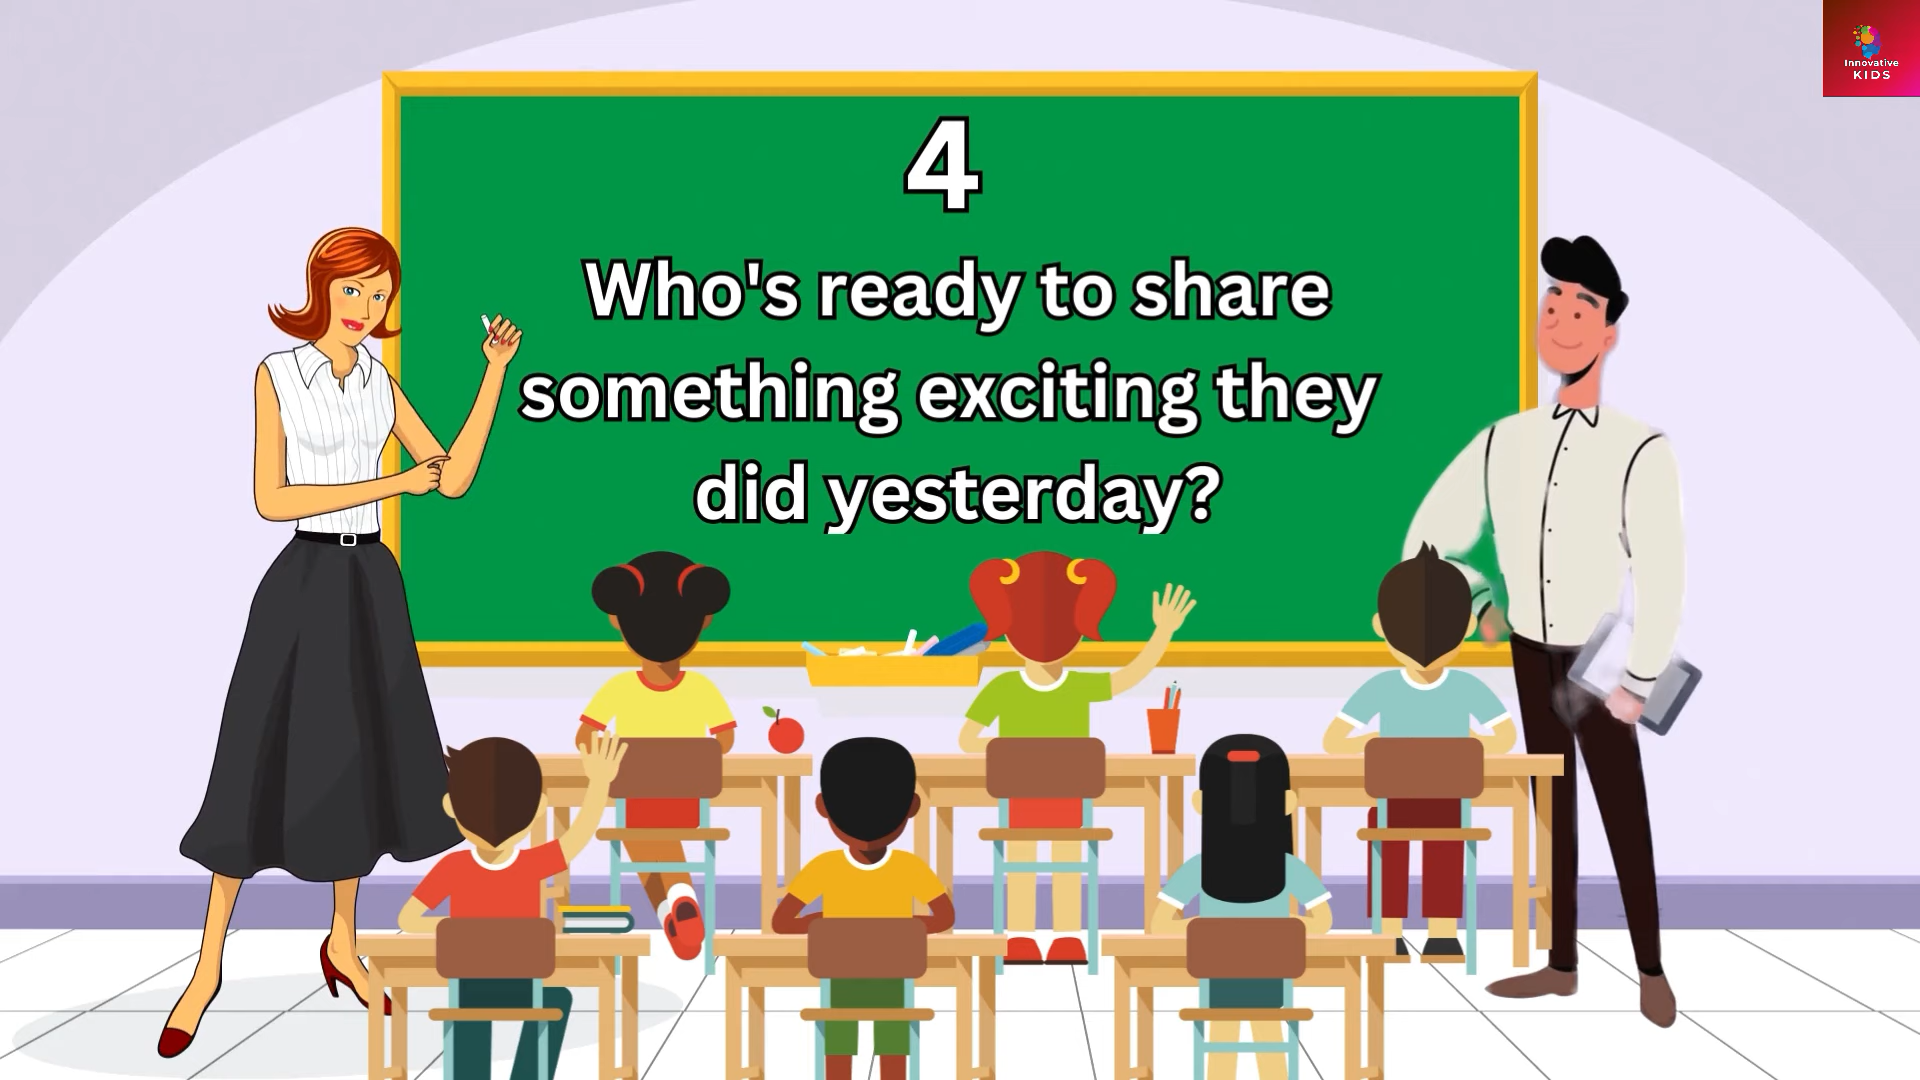 Innovative
KIDS
4
Who's ready to share
something exciting they
did yesterday?